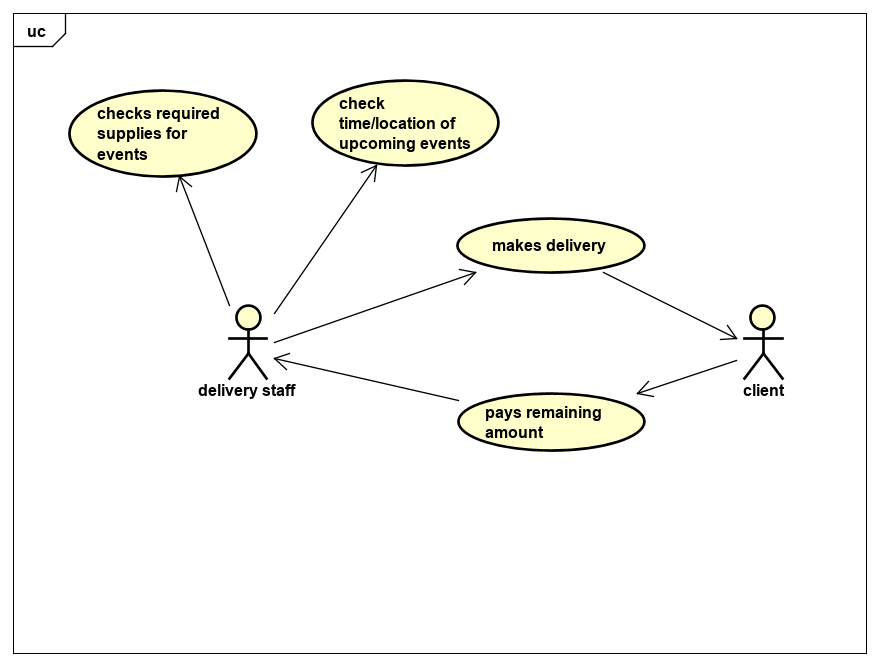 uc
checks required
supplies for
events
check
time/location of
upcoming events
makes delivery
delivery staff
client
pays remaining
amount